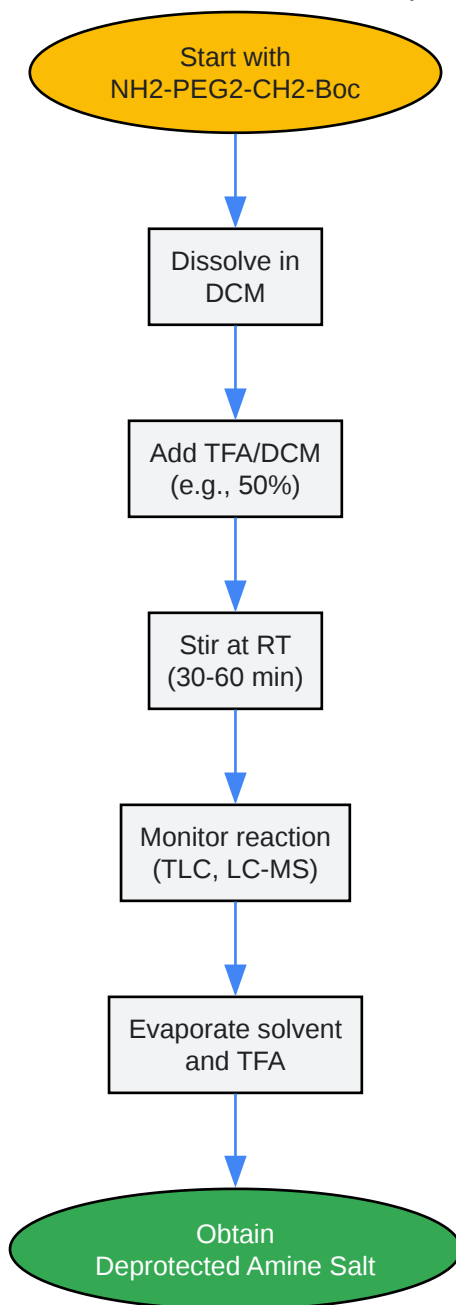 Start with
NH2-PEG2-CH2-Boc
Dissolve in
DCM
Add TFA/DCM
(e.g., 50%)
Stir at RT
(30-60 min)
Monitor reaction
(TLC, LC-MS)
Evaporate solvent
and TFA
Obtain
Deprotected Amine Salt